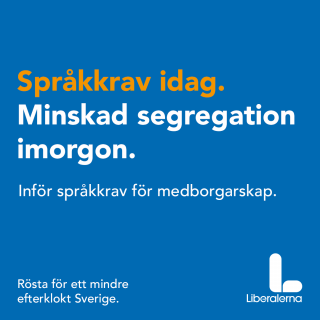 Språkkrav idag.
Minskad segregation
imorgon.
Inför språkkrav för medborgarskap.
Rösta för ett mindre
efterklokt Sverige.
Liberalerna